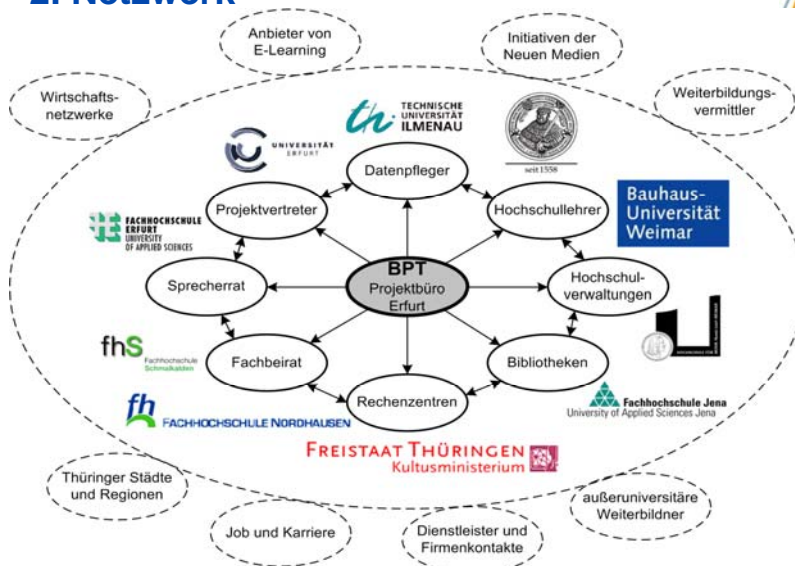 2. Netzwerk
Anbieter von
E-Learning
Initiativen der
Neuen Medien
Wirtschafts-
netzwerke
Weiterbildungs-
vermittler
TECHNISCHE
UNIVERSITÄT
ILMENAU
UNIVERSITÄT
ERFURT
seit 1558
Datenpfleger
Projektvertreter
Hochschullehrer
Bauhaus-
Universität
Weimar
FACHHOCHSCHULE
ERFURT
UNIVERSITY
OF APPLIED SCIENCES
BPT
Projektbüro
Erfurt
Sprecherrat
Hochschul-
verwaltungen
fhS
Fachhochschule
Schmalkalden
Fachbeirat
Bibliotheken
Rechenzentren
fh
FACHHOCHSCHULE NORDHAUSEN
Fachhochschule Jena
University of Applied Sciences Jena
FREISTAAT THÜRINGEN
Kultusministerium
Thüringer Städte
und Regionen
außeruniversitäre
Weiterbildner
Job und Karriere
Dienstleister und
Firmenkontakte